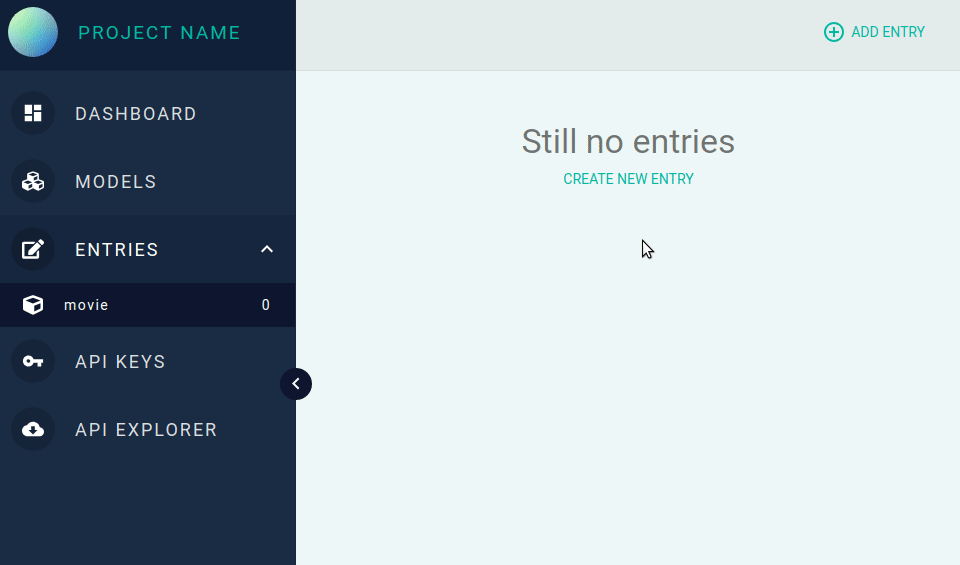 PROJECT NAME
ADD ENTRY
DASHBOARD
MODELS
ENTRIES
movie 0
API KEYS
API EXPLORER
Still no entries
CREATE NEW ENTRY